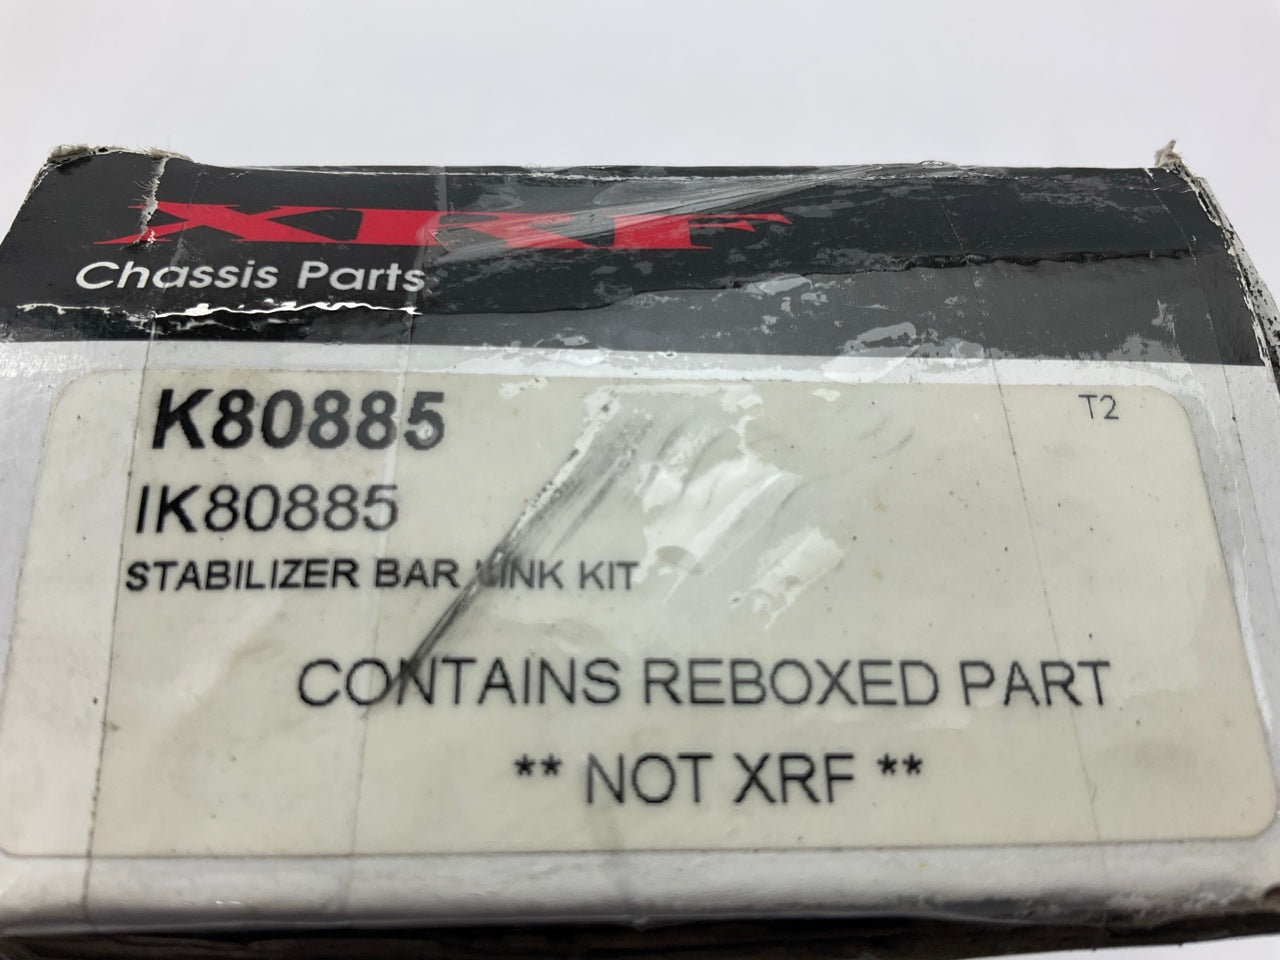 XRF
Chassis Parts
K80885
T2
IK80885
STABILIZER BAR LINK KIT
CONTAINS REBOXED PART
** NOT XRF **